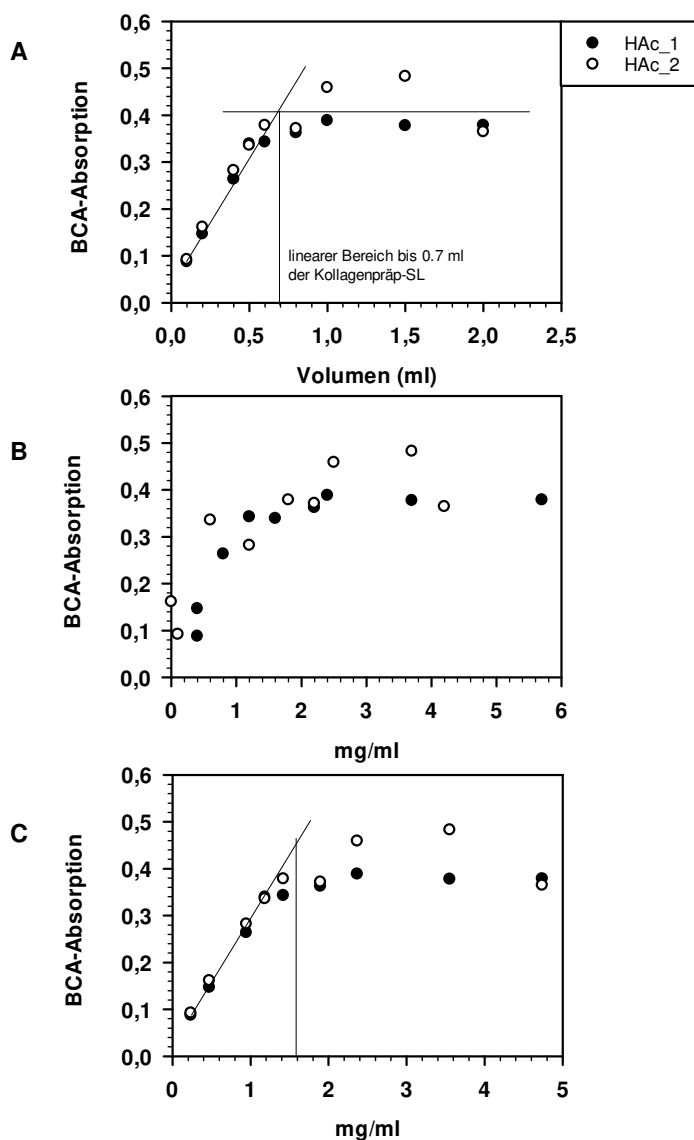 A
HAc_1
HAc_2
BCA-Absorption
0,6
0,5
0,4
0,3
0,2
0,1
0,0
linearer Bereich bis 0.7 ml
der Kollagenpräp-SL
0,0 0,5 1,0 1,5 2,0 2,5
Volumen (ml)
B
BCA-Absorption
0,6
0,5
0,4
0,3
0,2
0,1
0,0
0 1 2 3 4 5 6
mg/ml
C
BCA-Absorption
0,6
0,5
0,4
0,3
0,2
0,1
0,0
0 1 2 3 4 5
mg/ml